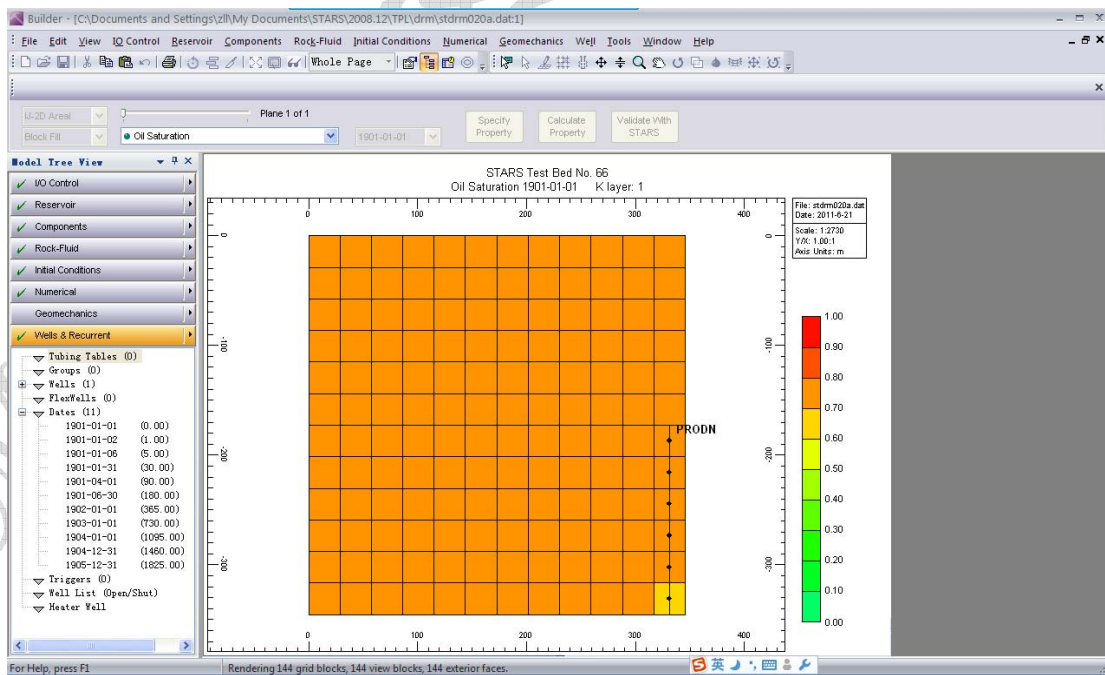 Builder - [C:\Documents and Settings\zll\My Documents\STARS\2008.12\TPL\drm\stdrm020a.dat:1]
File Edit View IO Control Reservoir Components Rock-Fluid Initial Conditions Numerical Geomechanics Well Tools Window Help
Whole Page
IJ-2D Areal
Plane 1 of 1
Block Fill
Oil Saturation
1901-01-01
Specify Property
Calculate Property
Validate With STARS
Model Tree View
I/O Control
Reservoir
Components
Rock-Fluid
Initial Conditions
Numerical
Geomechanics
Wells & Recurrent
Tubing Tables (0)
Groups (0)
Wells (1)
FlexWells (0)
Dates (11)
1901-01-01 (0.00)
1901-01-02 (1.00)
1901-01-06 (5.00)
1901-01-31 (30.00)
1901-04-01 (90.00)
1901-06-30 (180.00)
1902-01-01 (365.00)
1903-01-01 (730.00)
1904-01-01 (1095.00)
1904-12-31 (1460.00)
1905-12-31 (1825.00)
Triggers (0)
Well List (Open/Shut)
Heater Well
STARS Test Bed No. 66
Oil Saturation 1901-01-01 K layer: 1
0 100 200 300 400
0 0
-100 -100
PRODN
-200 -200
-300 -300
0 100 200 300 400
File: stdrm020a.dat
Date: 2011-6-21
Scale: 1:2730
Y/X: 1.00:1
Axis Units: m
1.00
0.90
0.80
0.70
0.60
0.50
0.40
0.30
0.20
0.10
0.00
For Help, press F1
Rendering 144 grid blocks, 144 view blocks, 144 exterior faces.
英